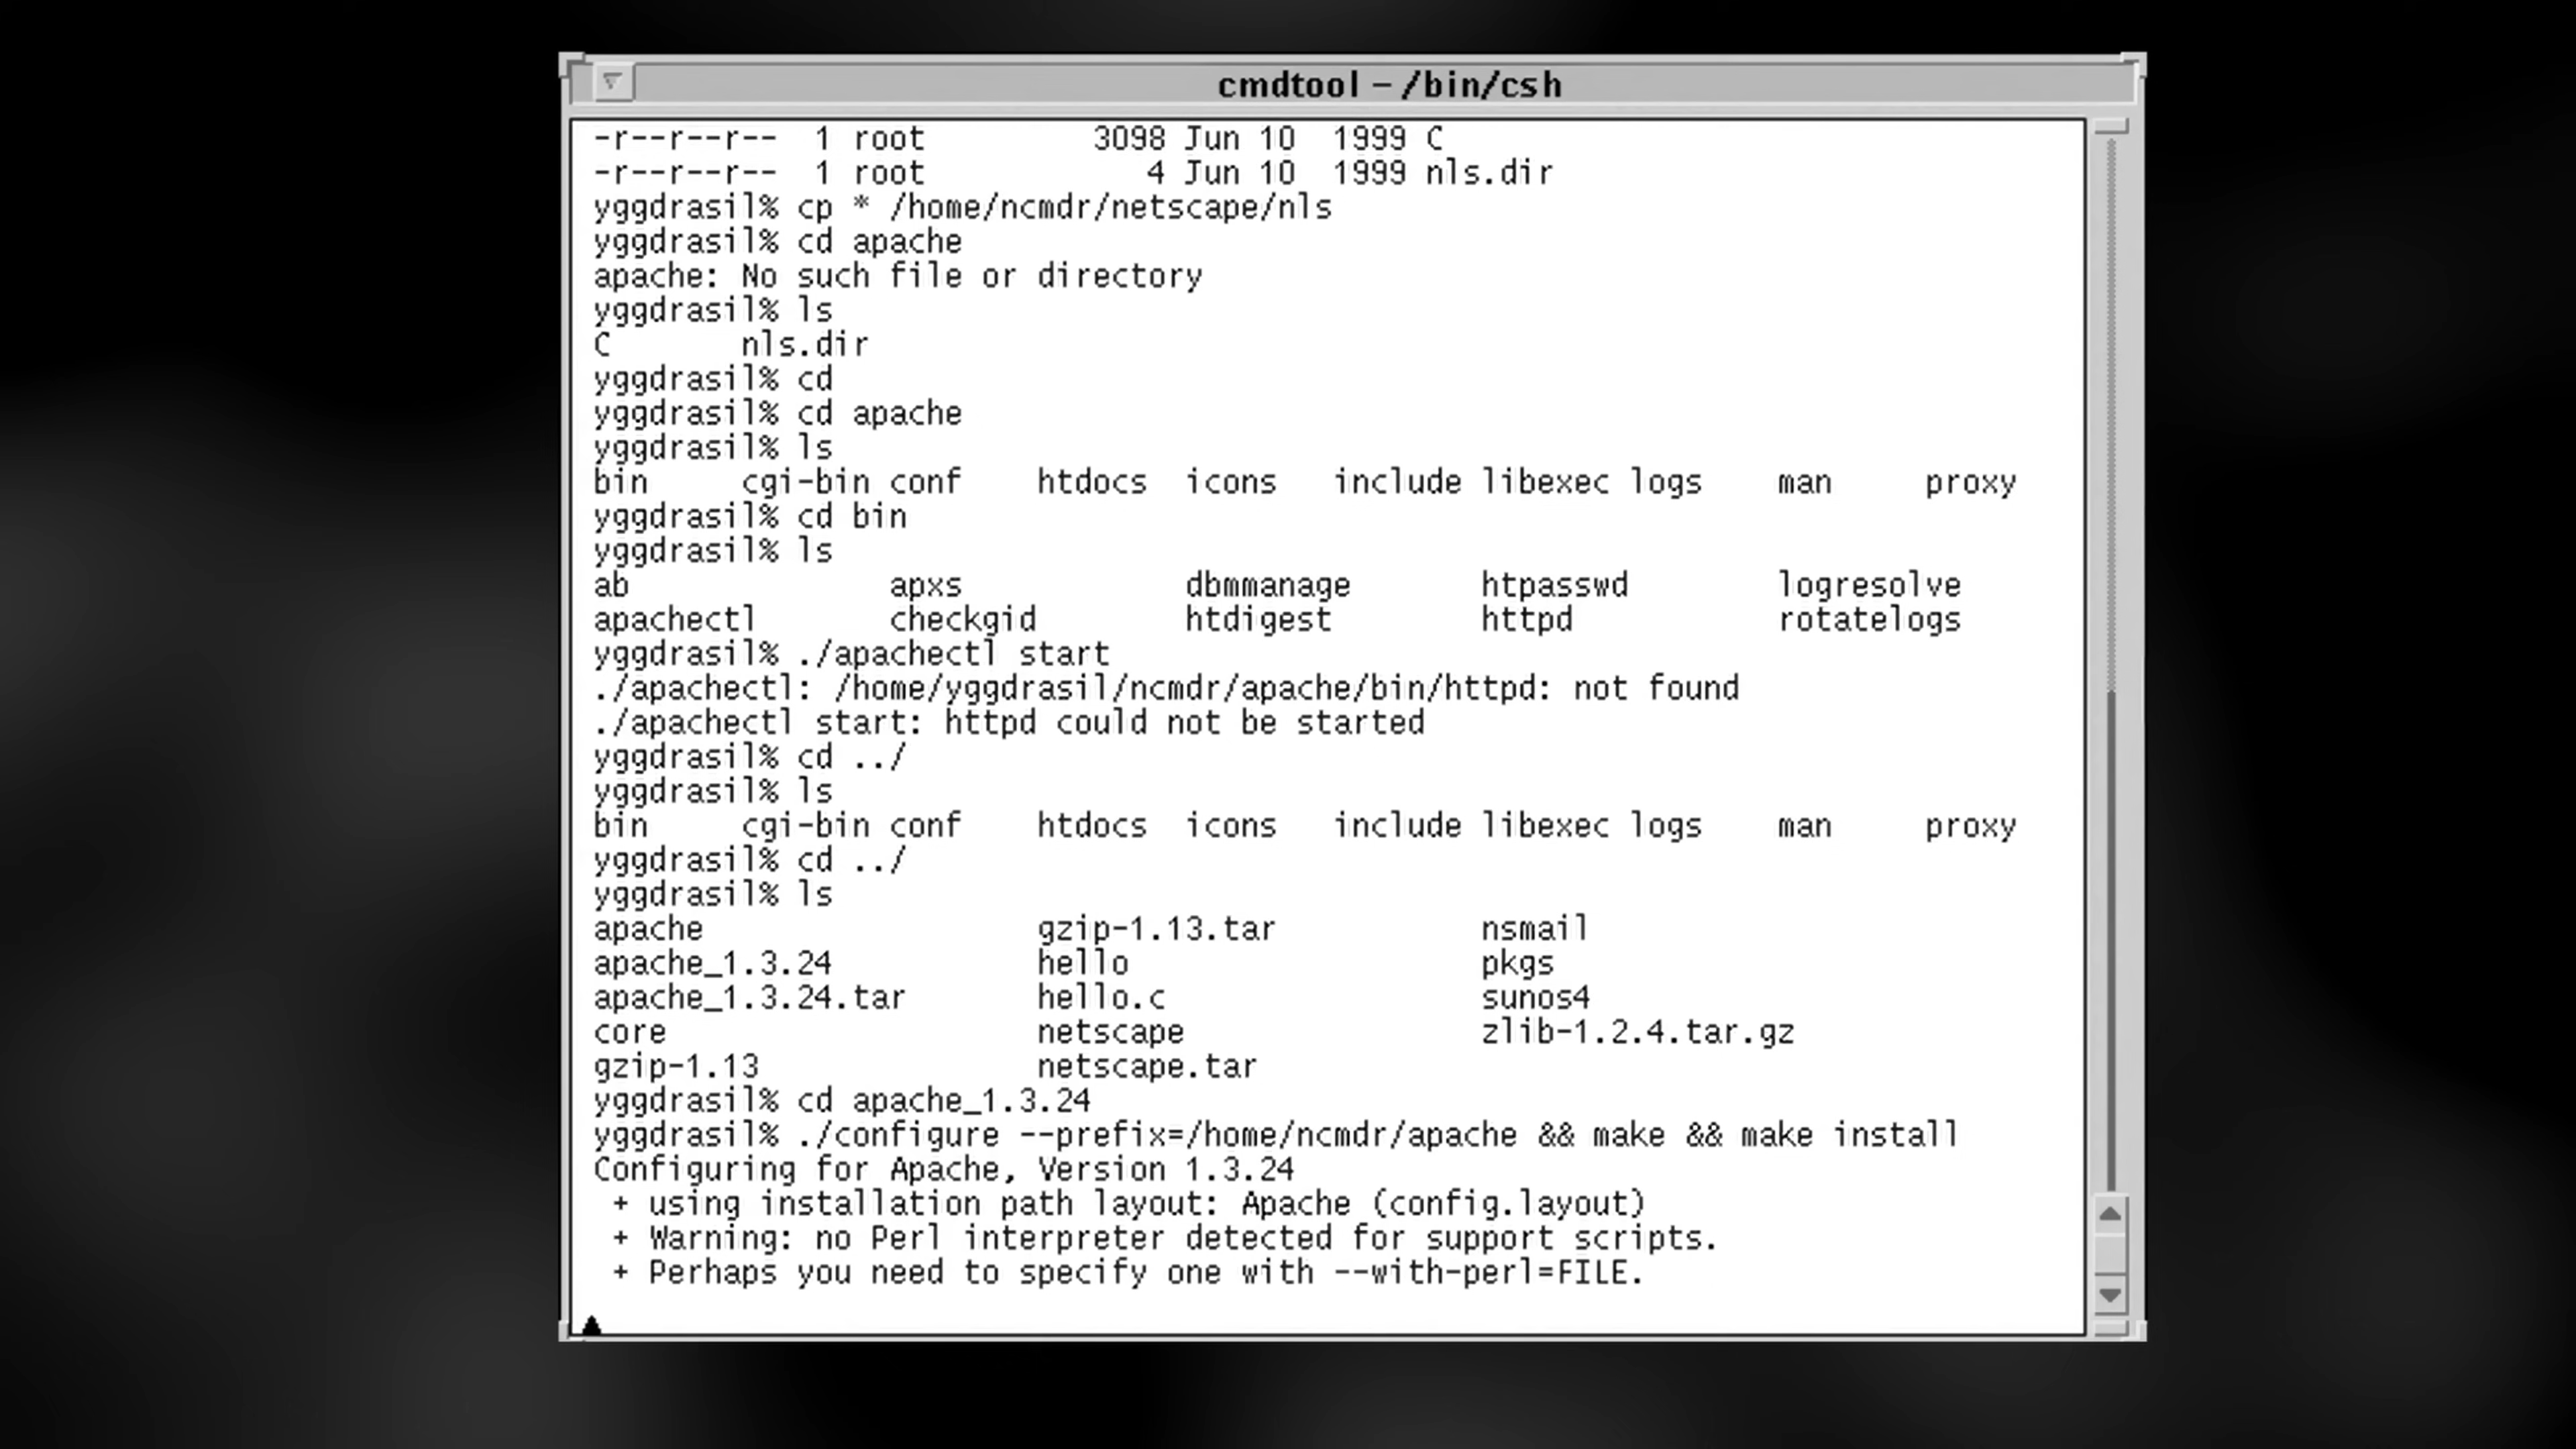 cmdtool - /bin/csh
-r--r--r--  1 root         3098 Jun 10  1999 C
-r--r--r--  1 root            4 Jun 10  1999 nls.dir
yggdrasil% cp * /home/ncmdr/netscape/nls
yggdrasil% cd apache
apache: No such file or directory
yggdrasil% ls
C       nls.dir
yggdrasil% cd
yggdrasil% cd apache
yggdrasil% ls
bin     cgi-bin conf    htdocs  icons   include libexec logs    man     proxy
yggdrasil% cd bin
yggdrasil% ls
ab              apxs            dbmmanage       htpasswd        logresolve
apachectl       checkgid        htdigest        httpd           rotatelogs
yggdrasil% ./apachectl start
./apachectl: /home/yggdrasil/ncmdr/apache/bin/httpd: not found
./apachectl start: httpd could not be started
yggdrasil% cd ../
yggdrasil% ls
bin     cgi-bin conf    htdocs  icons   include libexec logs    man     proxy
yggdrasil% cd ../
yggdrasil% ls
apache                  gzip-1.13.tar           nsmail
apache_1.3.24           hello                   pkgs
apache_1.3.24.tar       hello.c                 sunos4
core                    netscape                zlib-1.2.4.tar.gz
gzip-1.13               netscape.tar
yggdrasil% cd apache_1.3.24
yggdrasil% ./configure --prefix=/home/ncmdr/apache && make && make install
Configuring for Apache, Version 1.3.24
 + using installation path layout: Apache (config.layout)
 + Warning: no Perl interpreter detected for support scripts.
 + Perhaps you need to specify one with --with-perl=FILE.